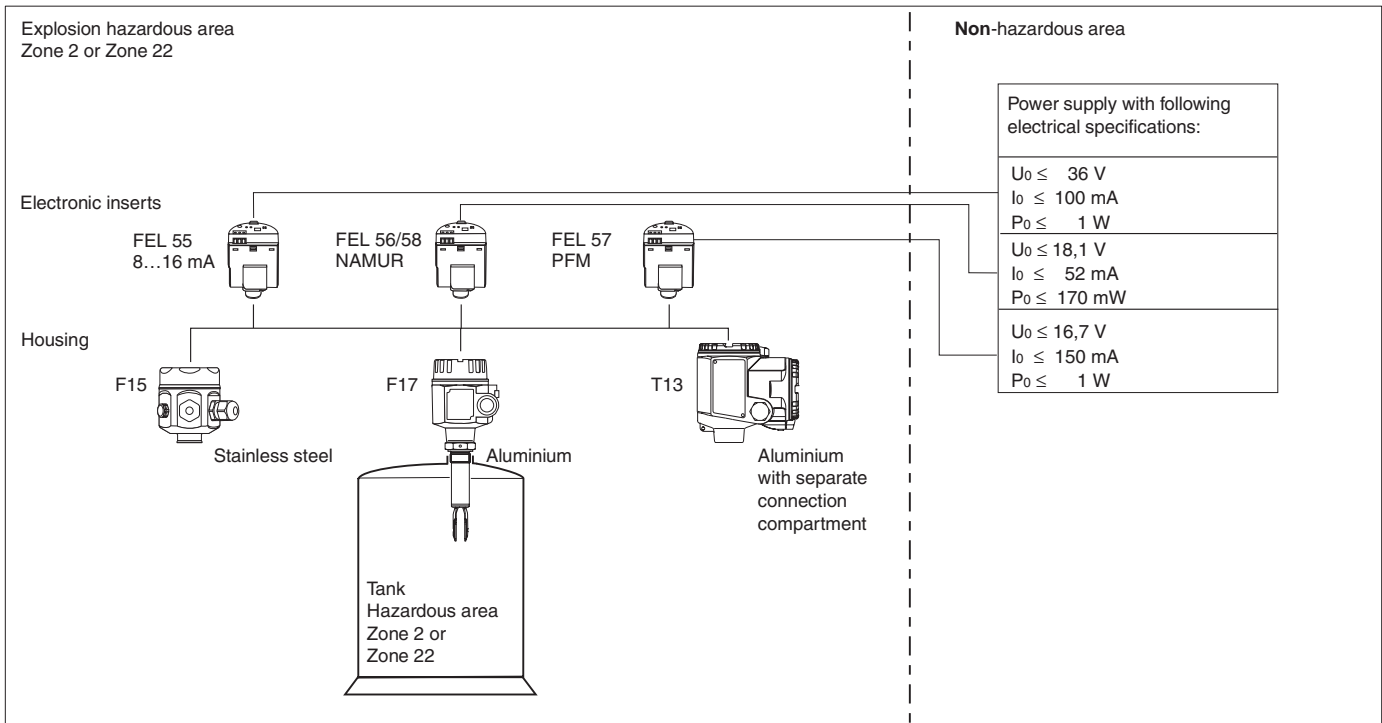 Explosion hazardous area
Zone 2 or Zone 22
Non-hazardous area
Power supply with following
electrical specifications:
U0 ≤ 36 V
I0 ≤ 100 mA
P0 ≤ 1 W
U0 ≤ 18,1 V
I0 ≤ 52 mA
P0 ≤ 170 mW
U0 ≤ 16,7 V
I0 ≤ 150 mA
P0 ≤ 1 W
Electronic inserts
FEL 55
8…16 mA
FEL 56/58
NAMUR
FEL 57
PFM
Housing
F15
F17
T13
Stainless steel
Aluminium
Aluminium
with separate
connection
compartment
Tank
Hazardous area
Zone 2 or
Zone 22